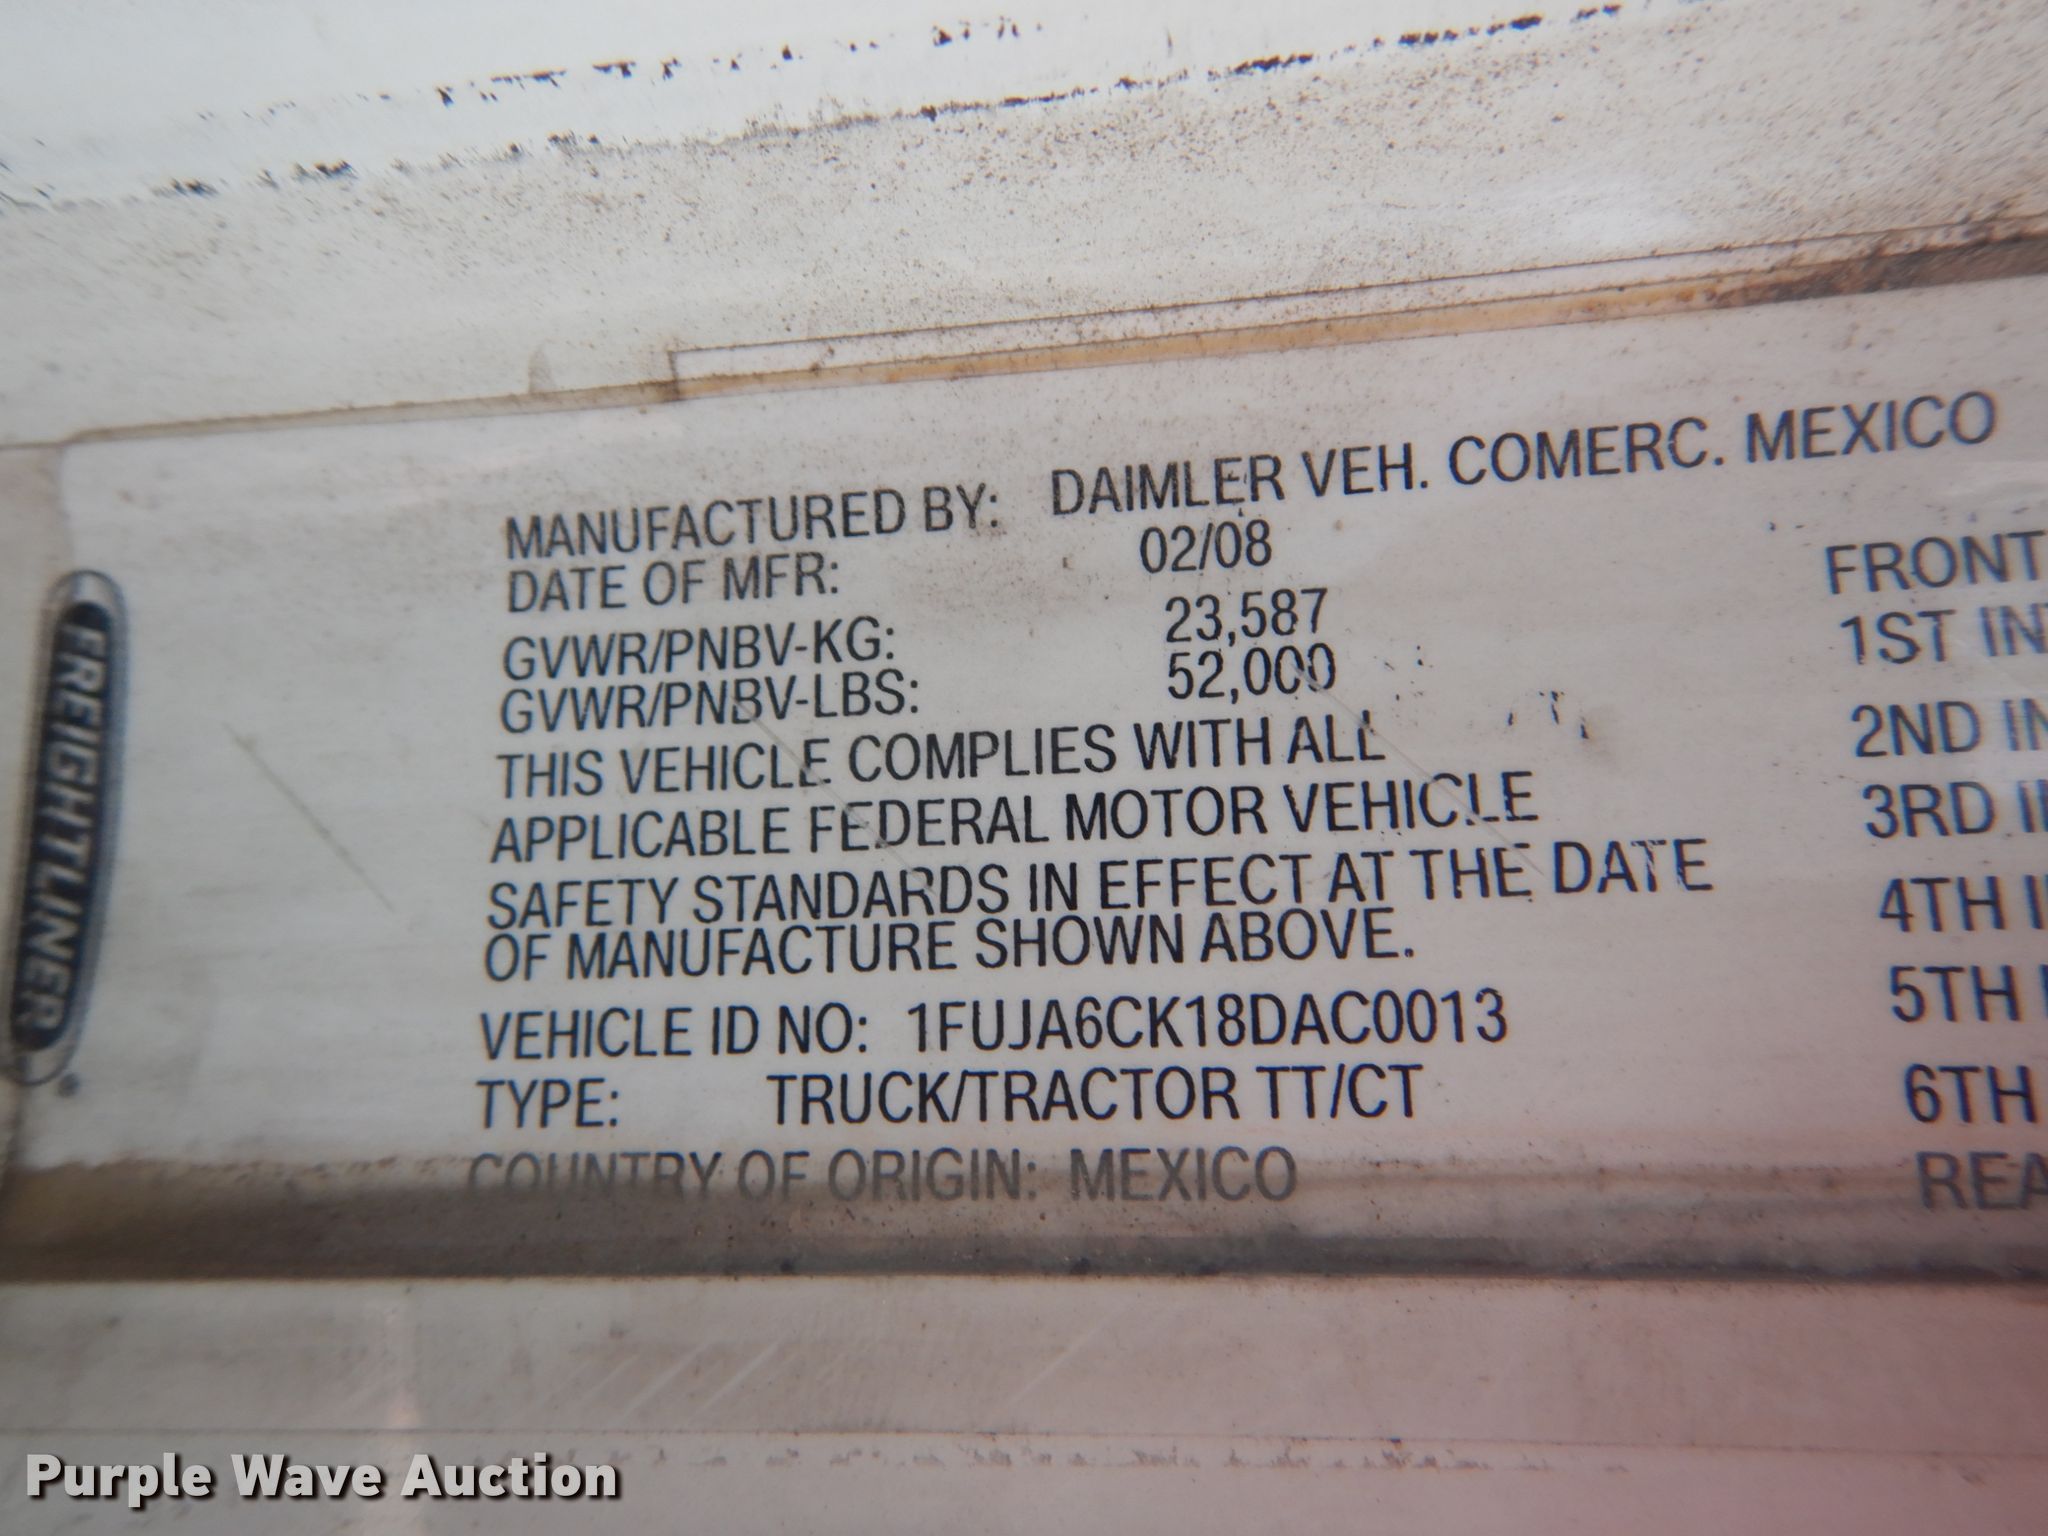 MANUFACTURED BY: DAIMLER VEH. COMERC. MEXICO
DATE OF MFR: 02/08
GVWR/PNBV-KG: 23,587
GVWR/PNBV-LBS: 52,000
THIS VEHICLE COMPLIES WITH ALL
APPLICABLE FEDERAL MOTOR VEHICLE
SAFETY STANDARDS IN EFFECT AT THE DATE
OF MANUFACTURE SHOWN ABOVE.
VEHICLE ID NO: 1FUJA6CK18DAC0013
TYPE: TRUCK/TRACTOR TT/CT
COUNTRY OF ORIGIN: MEXICO
FREIGHTLINER
FRONT
1ST
2ND
3RD
4TH
5TH
6TH
Purple Wave Auction